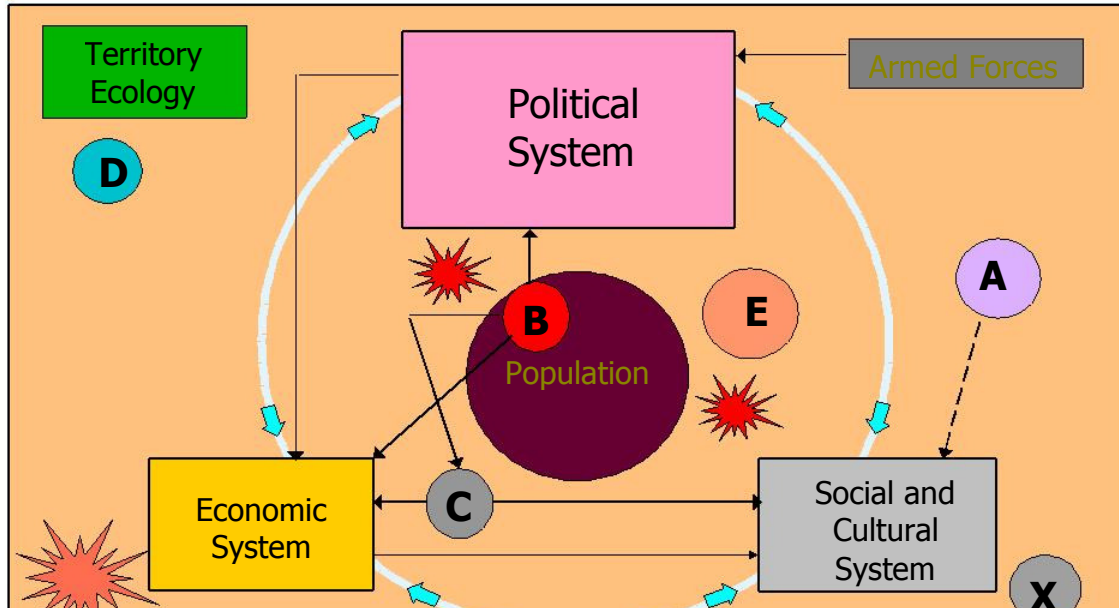 Territory
Ecology
Political
System
Armed Forces
D
A
B
E
Population
Economic
System
C
Social and
Cultural
System
X